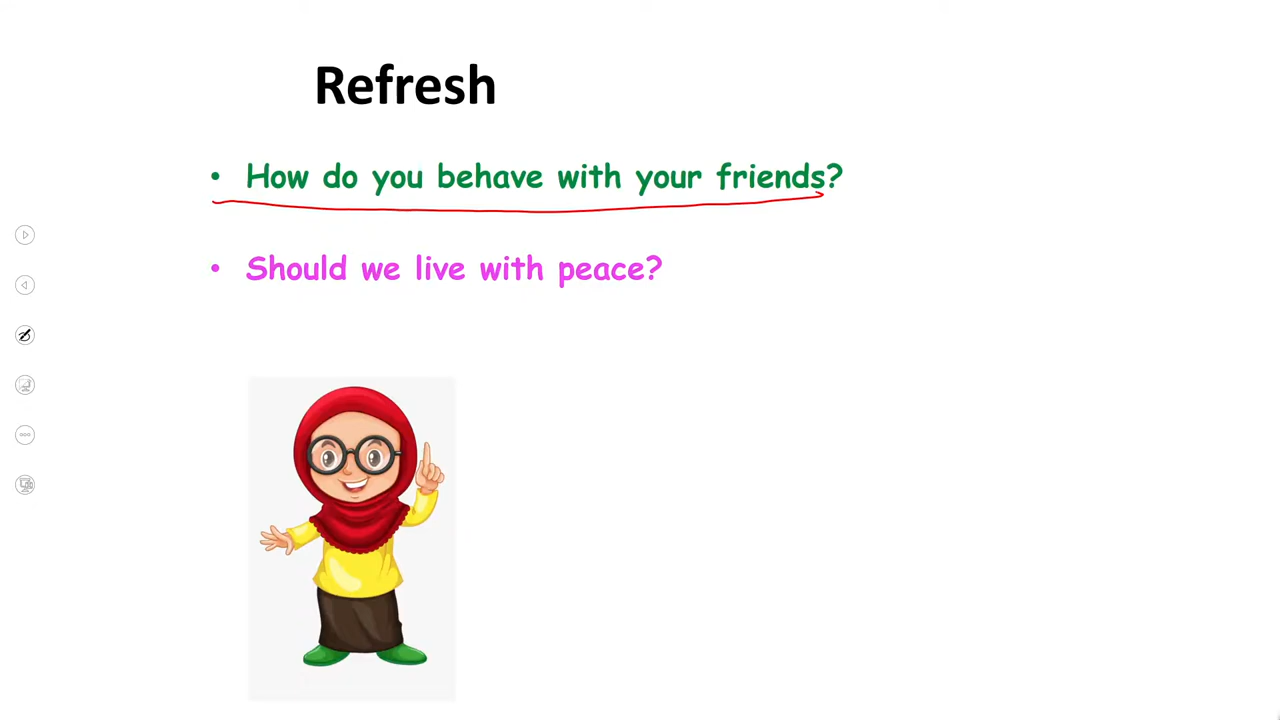 Refresh
• How do you behave with your friends?
• Should we live with peace?